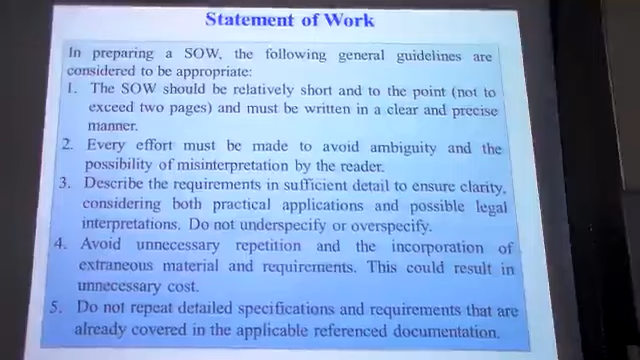 Statement of Work
In preparing a SOW, the following general guidelines are
considered to be appropriate:
1. The SOW should be relatively short and to the point (not to
exceed two pages) and must be written in a clear and precise
manner.
2. Every effort must be made to avoid ambiguity and the
possibility of misinterpretation by the reader.
3. Describe the requirements in sufficient detail to ensure clarity,
considering both practical applications and possible legal
interpretations. Do not underspecify or overspecify.
4. Avoid unnecessary repetition and the incorporation of
extraneous material and requirements. This could result in
unnecessary cost.
5. Do not repeat detailed specifications and requirements that are
already covered in the applicable referenced documentation.